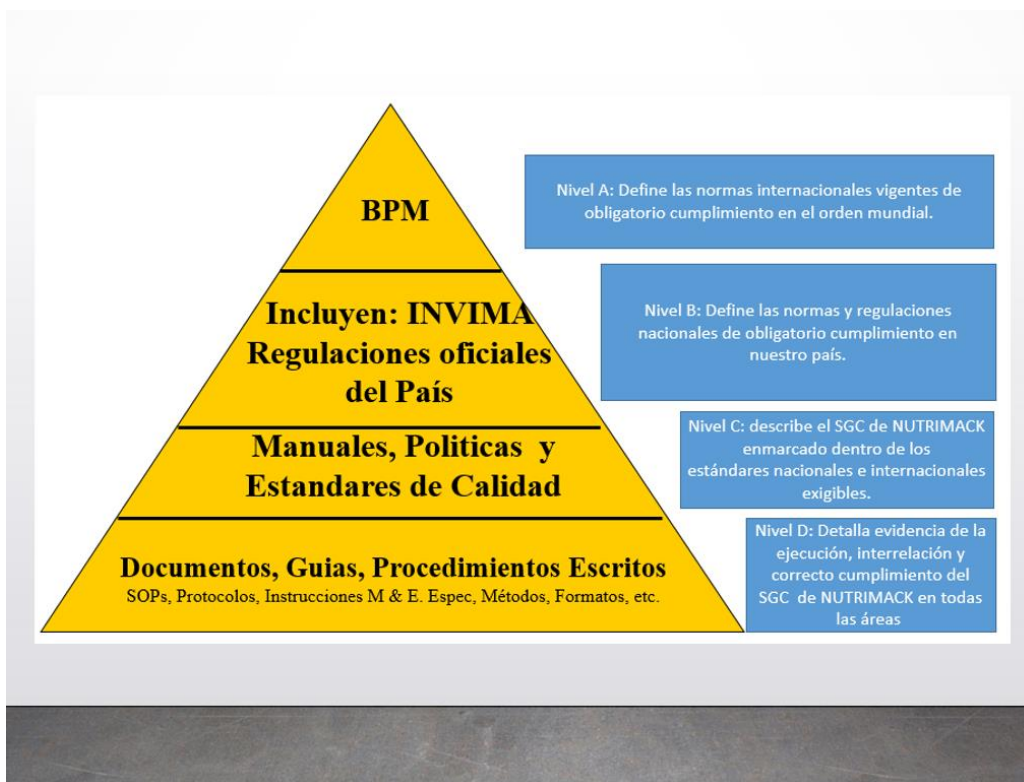 BPM
Incluyen: INVIMA
Regulaciones oficiales
del País
Manuales, Politicas y
Estandares de Calidad
Documentos, Guias, Procedimientos Escritos
SOPs, Protocolos, Instrucciones M & E. Espec, Métodos, Formatos, etc.
Nivel A: Define las normas internacionales vigentes de
obligatorio cumplimiento en el orden mundial.
Nivel B: Define las normas y regulaciones
nacionales de obligatorio cumplimiento en
nuestro país.
Nivel C: describe el SGC de NUTRIMACK
enmarcado dentro de los
estándares nacionales e internacionales
exigibles.
Nivel D: Detalla evidencia de la
ejecución, interrelación y
correcto cumplimiento del
SGC de NUTRIMACK en todas
las áreas